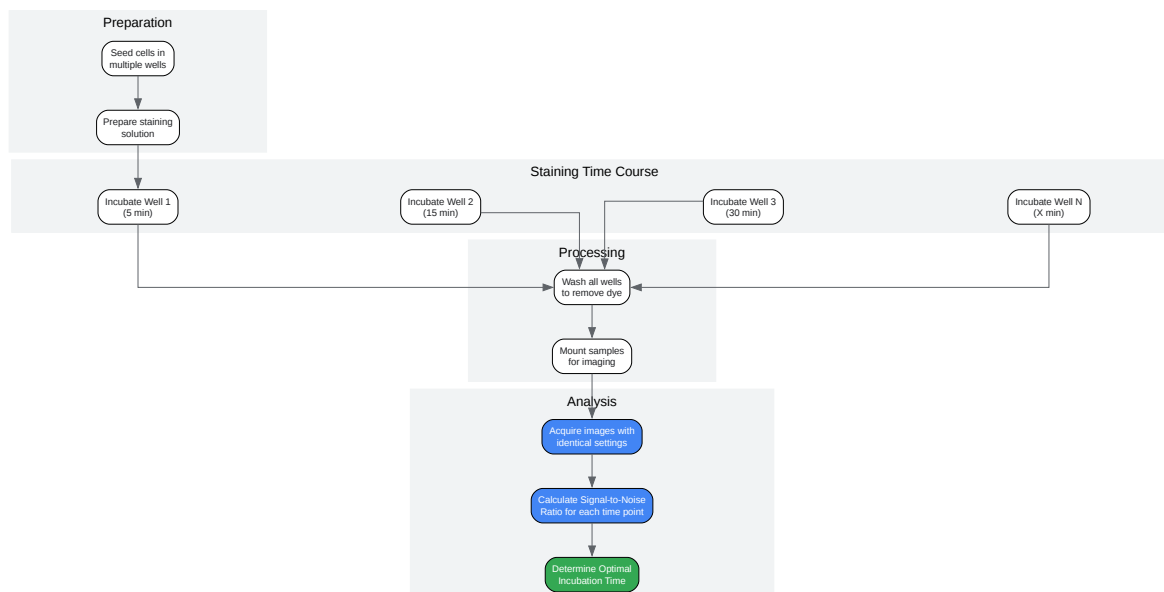 Preparation
Seed cells in
multiple wells
Prepare staining
solution
Staining Time Course
Incubate Well 1
(5 min)
Incubate Well 2
(15 min)
Incubate Well 3
(30 min)
Incubate Well N
(X min)
Processing
Wash all wells
to remove dye
Mount samples
for imaging
Analysis
Acquire images with
identical settings
Calculate Signal-to-Noise
Ratio for each time point
Determine Optimal
Incubation Time